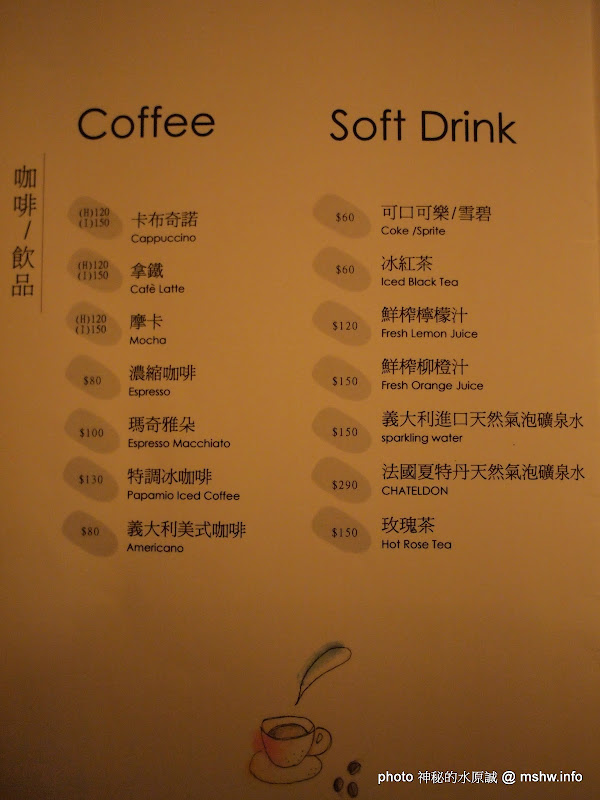 咖啡/飲品
Coffee
(H)120
(I)150
卡布奇諾
Cappuccino
(H)120
(I)150
拿鐵
Cafè Latte
(H)120
(I)150
摩卡
Mocha
$80
濃縮咖啡
Espresso
$100
瑪奇雅朵
Espresso Macchiato
$130
特調冰咖啡
Papamio Iced Coffee
$80
義大利美式咖啡
Americano
Soft Drink
$60
可口可樂/雪碧
Coke /Sprite
$60
冰紅茶
Iced Black Tea
$120
鮮榨檸檬汁
Fresh Lemon Juice
$150
鮮榨柳橙汁
Fresh Orange Juice
$150
義大利進口天然氣泡礦泉水
sparkling water
$290
法國夏特丹天然氣泡礦泉水
CHATELDON
$150
玫瑰茶
Hot Rose Tea
photo 神秘的水原誠 @ mshw.info